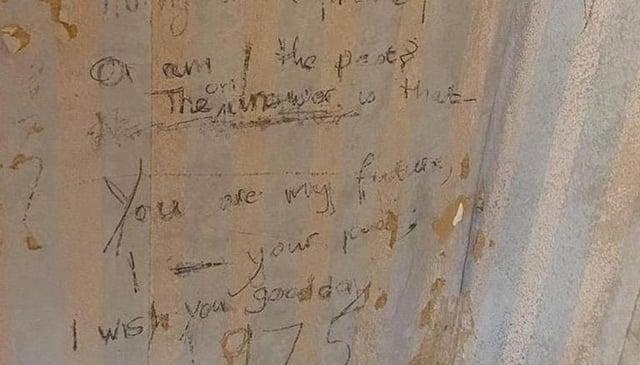 Or am I the past?
The only answer is that
You are my future,
I — your past;
I wish you good day.
1975